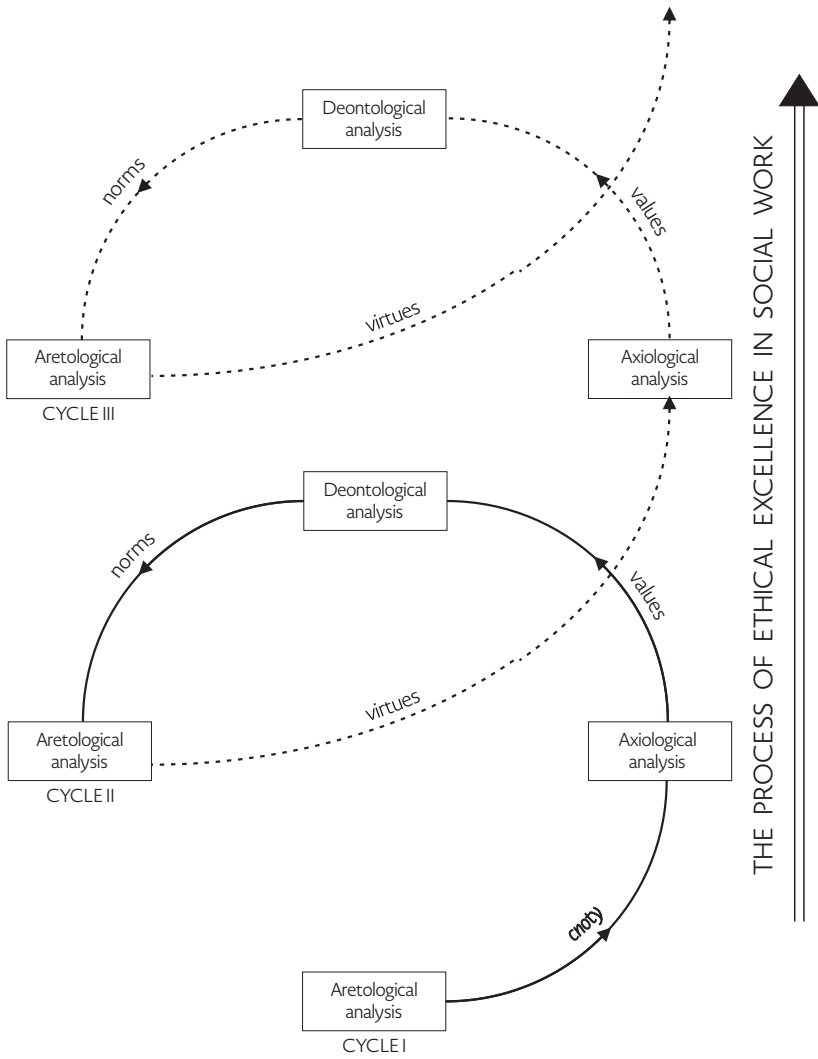 Deontological
analysis
norms
values
virtues
Aretological
analysis
CYCLE III
Axiological
analysis
Deontological
analysis
norms
values
virtues
Aretological
analysis
CYCLE II
Axiological
analysis
cnoty
Aretological
analysis
CYCLE I
THE PROCESS OF ETHICAL EXCELLENCE IN SOCIAL WORK